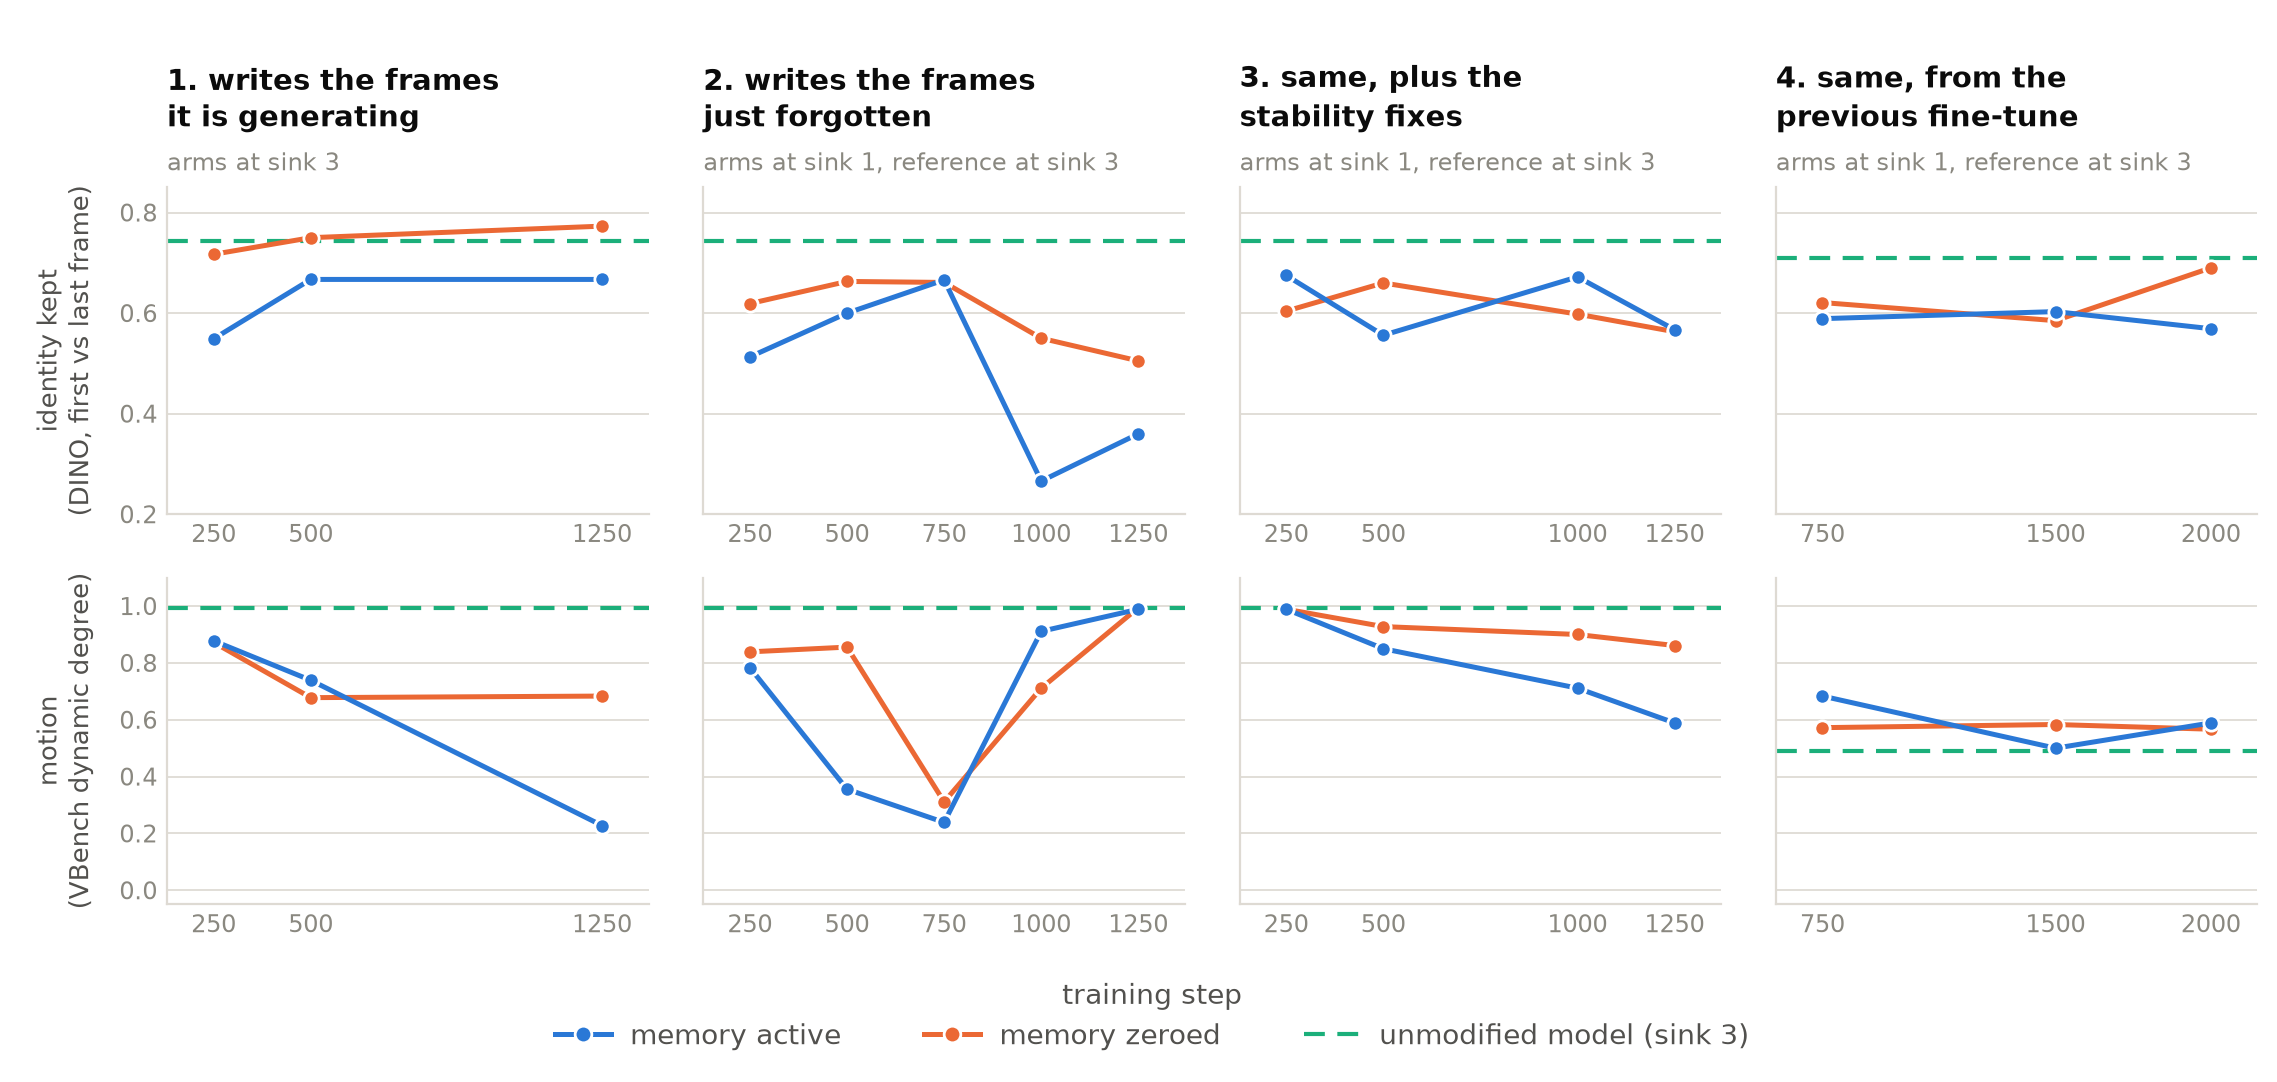 1. writes the frames
it is generating
arms at sink 3
2. writes the frames
just forgotten
arms at sink 1, reference at sink 3
3. same, plus the
stability fixes
arms at sink 1, reference at sink 3
4. same, from the
previous fine-tune
arms at sink 1, reference at sink 3
identity kept
(DINO, first vs last frame)
0.8
0.6
0.4
0.2
250 500 1250
250 500 750 1000 1250
250 500 1000 1250
750 1500 2000
motion
(VBench dynamic degree)
1.0
0.8
0.6
0.4
0.2
0.0
250 500 1250
250 500 750 1000 1250
250 500 1000 1250
750 1500 2000
training step
memory active
memory zeroed
unmodified model (sink 3)